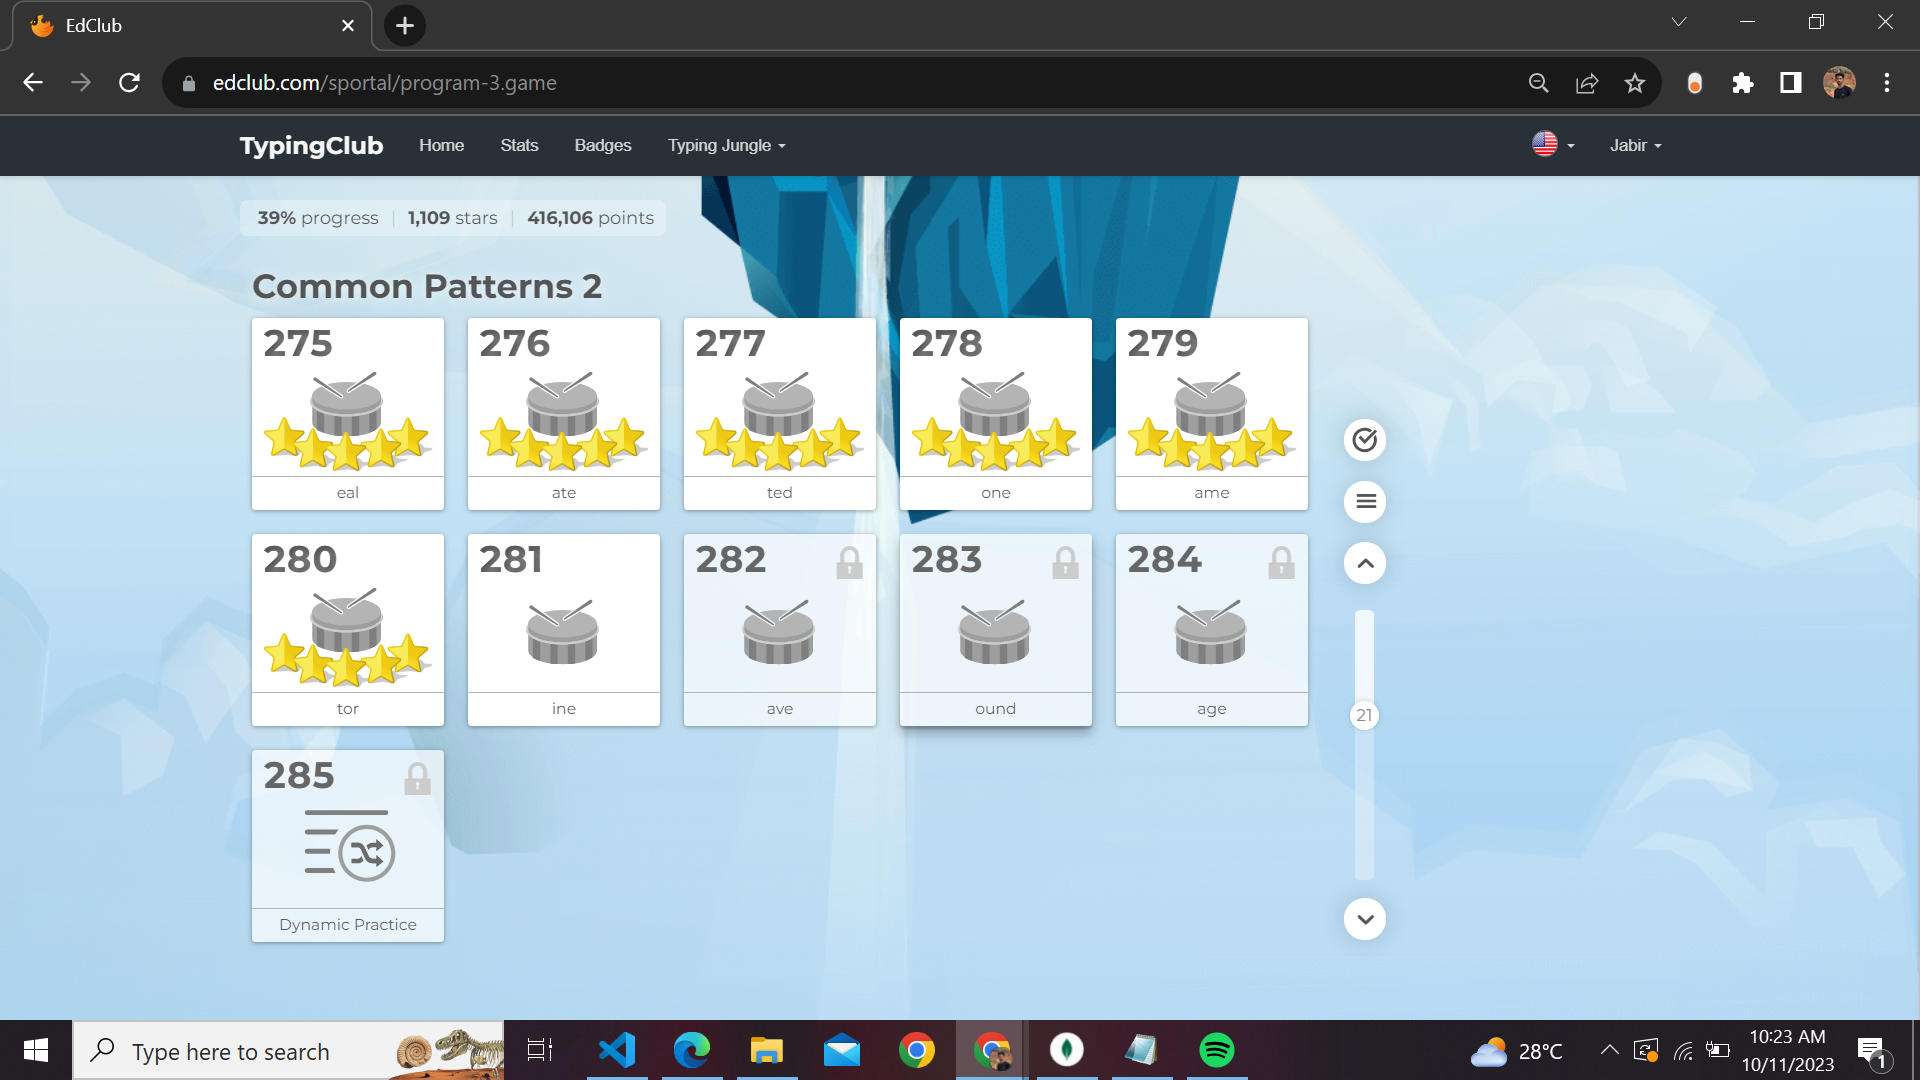 EdClub
edclub.com/sportal/program-3.game
TypingClub Home Stats Badges Typing Jungle Jabir
39% progress | 1,109 stars | 416,106 points
Common Patterns 2
275 276 277 278 279
eal ate ted one ame
280 281 282 283 284
tor ine ave ound age
21
285
Dynamic Practice
Type here to search
28°C
10:23 AM
10/11/2023
1